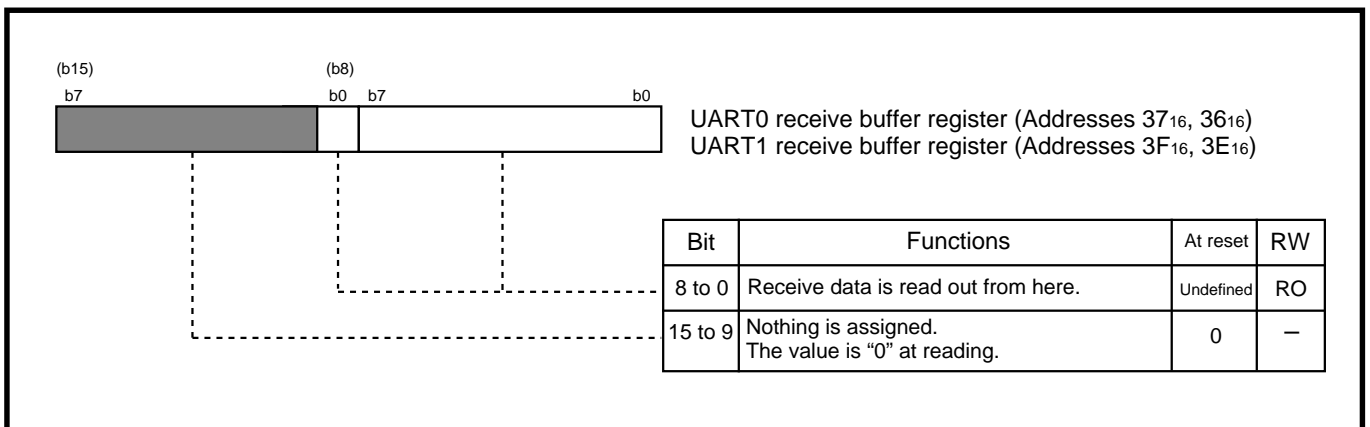 (b15) (b8)
b7 b0 b7 b0
UART0 receive buffer register (Addresses 37₁₆, 36₁₆)
UART1 receive buffer register (Addresses 3F₁₆, 3E₁₆)
Bit Functions At reset RW
8 to 0 Receive data is read out from here. Undefined RO
15 to 9 Nothing is assigned.
The value is “0” at reading. 0 –